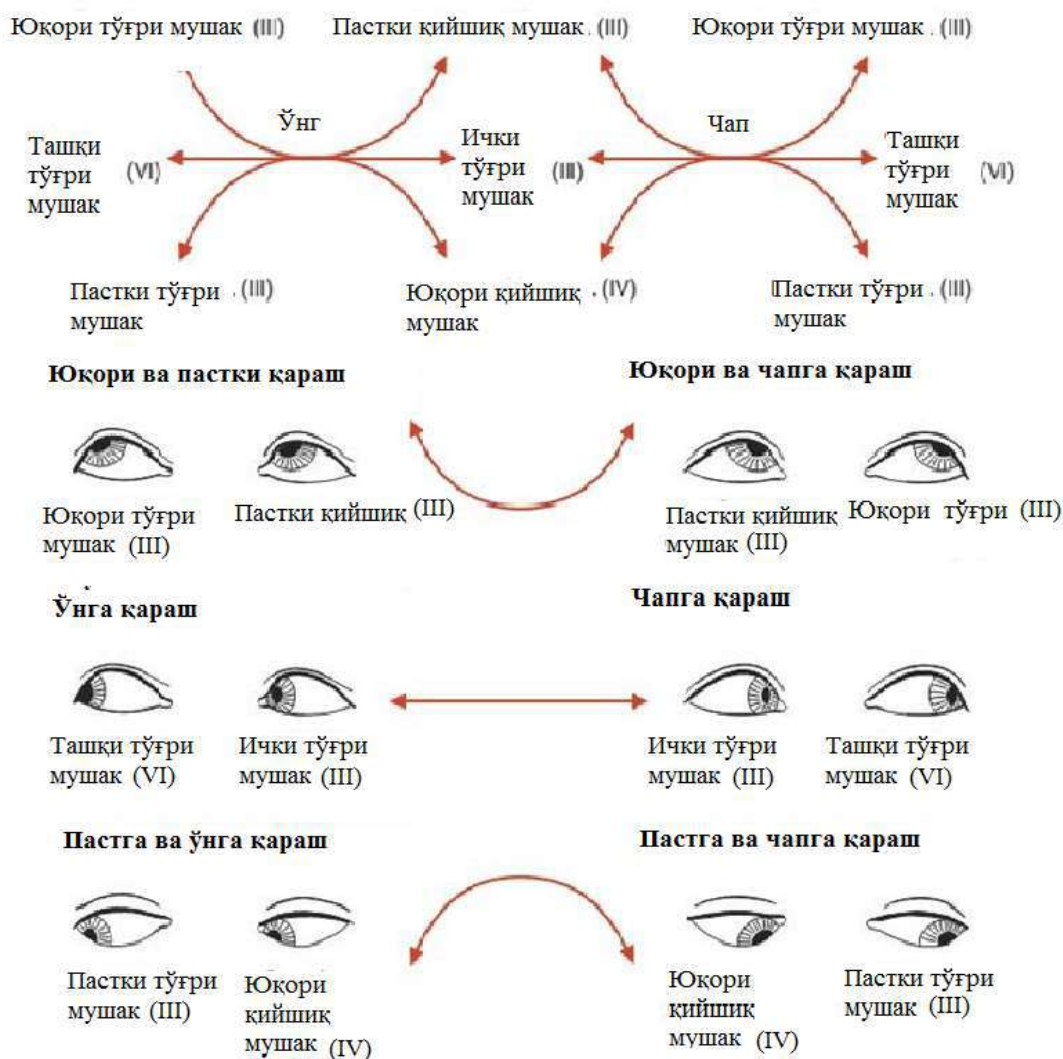 Юқори тўғри мушак (III) Пастки қийшиқ мушак . (III) Юқори тўғри мушак . (III)
Ўнг Чап
Ташқи
тўғри
мушак
(VI)
Ички
тўғри
мушак
(III)
Ташқи
тўғри
мушак
(VI)
Пастки тўғри . (III)
мушак
Юқори қийшиқ . (IV)
мушак
Пастки тўғри . (III)
мушак
Юқори ва пастки қараш
Юқори ва чапга қараш
Юқори тўғри
мушак (III)
Пастки қийшиқ (III)
Пастки қийшиқ
мушак (III)
Юқори тўғри (III)
Ўнга қараш
Чапга қараш
Ташқи тўғри
мушак (VI)
Ички тўғри
мушак (III)
Ички тўғри
мушак (III)
Ташқи тўғри
мушак (VI)
Пастга ва ўнга қараш
Пастга ва чапга қараш
Пастки тўғри
мушак (III)
Юқори
қийшиқ
мушак (IV)
Юқори
қийшиқ
мушак (IV)
Пастки тўғри
мушак (III)